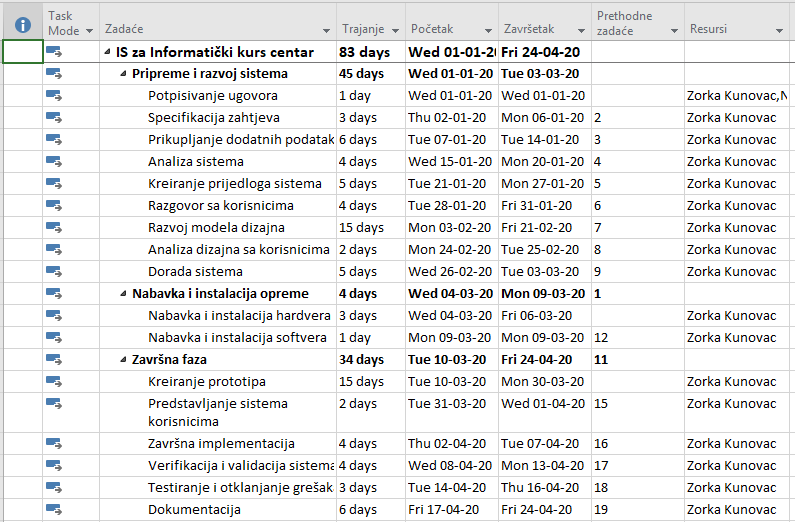 Task Mode Zadaće Trajanje Početak Završetak Prethodne zadaće Resursi
IS za Informatički kurs centar 83 days Wed 01-01-20 Fri 24-04-20
Pripreme i razvoj sistema 45 days Wed 01-01-20 Tue 03-03-20
Potpisivanje ugovora 1 day Wed 01-01-20 Wed 01-01-20 Zorka Kunovac,N
Specifikacija zahtjeva 3 days Thu 02-01-20 Mon 06-01-20 2 Zorka Kunovac
Prikupljanje dodatnih podatak 6 days Tue 07-01-20 Tue 14-01-20 3 Zorka Kunovac
Analiza sistema 4 days Wed 15-01-20 Mon 20-01-20 4 Zorka Kunovac
Kreiranje prijedloga sistema 5 days Tue 21-01-20 Mon 27-01-20 5 Zorka Kunovac
Razgovor sa korisnicima 4 days Tue 28-01-20 Fri 31-01-20 6 Zorka Kunovac
Razvoj modela dizajna 15 days Mon 03-02-20 Fri 21-02-20 7 Zorka Kunovac
Analiza dizajna sa korisnicima 2 days Mon 24-02-20 Tue 25-02-20 8 Zorka Kunovac
Dorada sistema 5 days Wed 26-02-20 Tue 03-03-20 9 Zorka Kunovac
Nabavka i instalacija opreme 4 days Wed 04-03-20 Mon 09-03-20 1
Nabavka i instalacija hardvera 3 days Wed 04-03-20 Fri 06-03-20 Zorka Kunovac
Nabavka i instalacija softvera 1 day Mon 09-03-20 Mon 09-03-20 12 Zorka Kunovac
Završna faza 34 days Tue 10-03-20 Fri 24-04-20 11
Kreiranje prototipa 15 days Tue 10-03-20 Mon 30-03-20 Zorka Kunovac
Predstavljanje sistema korisnicima 2 days Tue 31-03-20 Wed 01-04-20 15 Zorka Kunovac
Završna implementacija 4 days Thu 02-04-20 Tue 07-04-20 16 Zorka Kunovac
Verifikacija i validacija sistema 4 days Wed 08-04-20 Mon 13-04-20 17 Zorka Kunovac
Testiranje i otklanjanje grešak 3 days Tue 14-04-20 Thu 16-04-20 18 Zorka Kunovac
Dokumentacija 6 days Fri 17-04-20 Fri 24-04-20 19 Zorka Kunovac